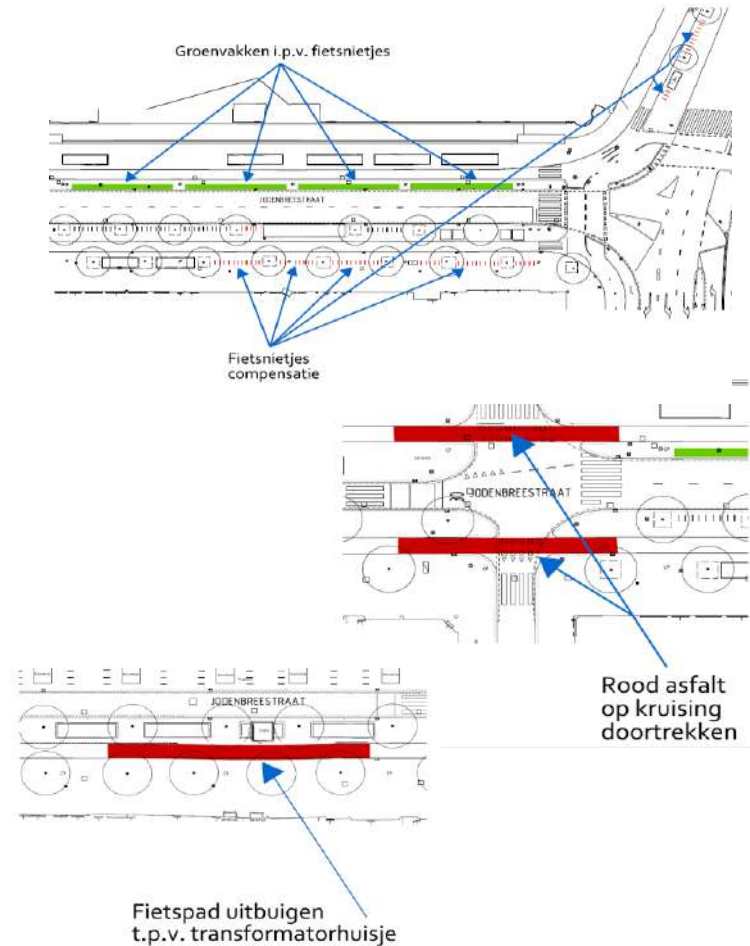 Groenvakken i.p.v. fietsnietjes
JODENBREESTRAAT
Fietsnietjes
compensatie
JODENBREESTRAAT
Rood asfalt
op kruising
doortrekken
JODENBREESTRAAT
Fietspad uitbuigen
t.p.v. transformatorhuisje